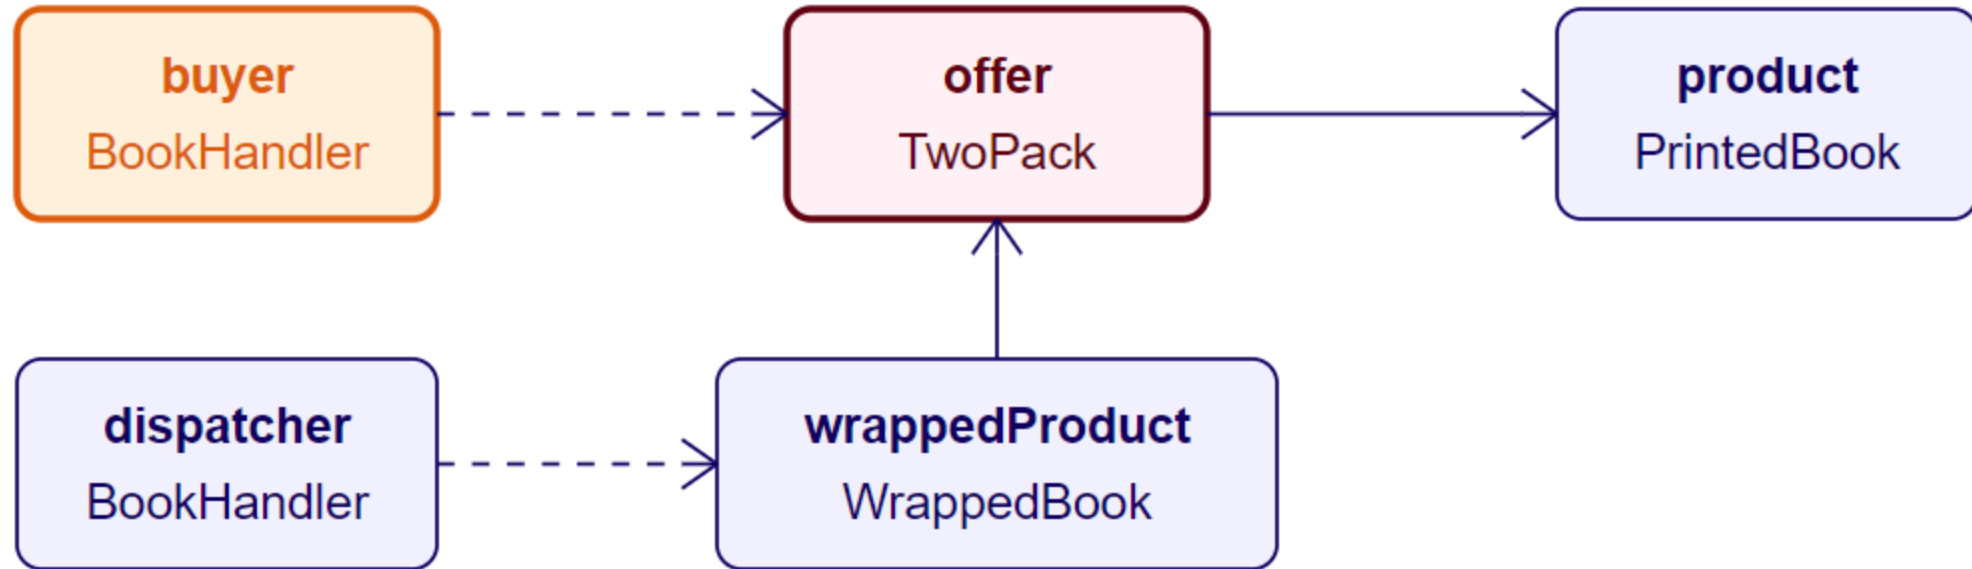 buyer
BookHandler
offer
TwoPack
product
PrintedBook
dispatcher
BookHandler
wrappedProduct
WrappedBook